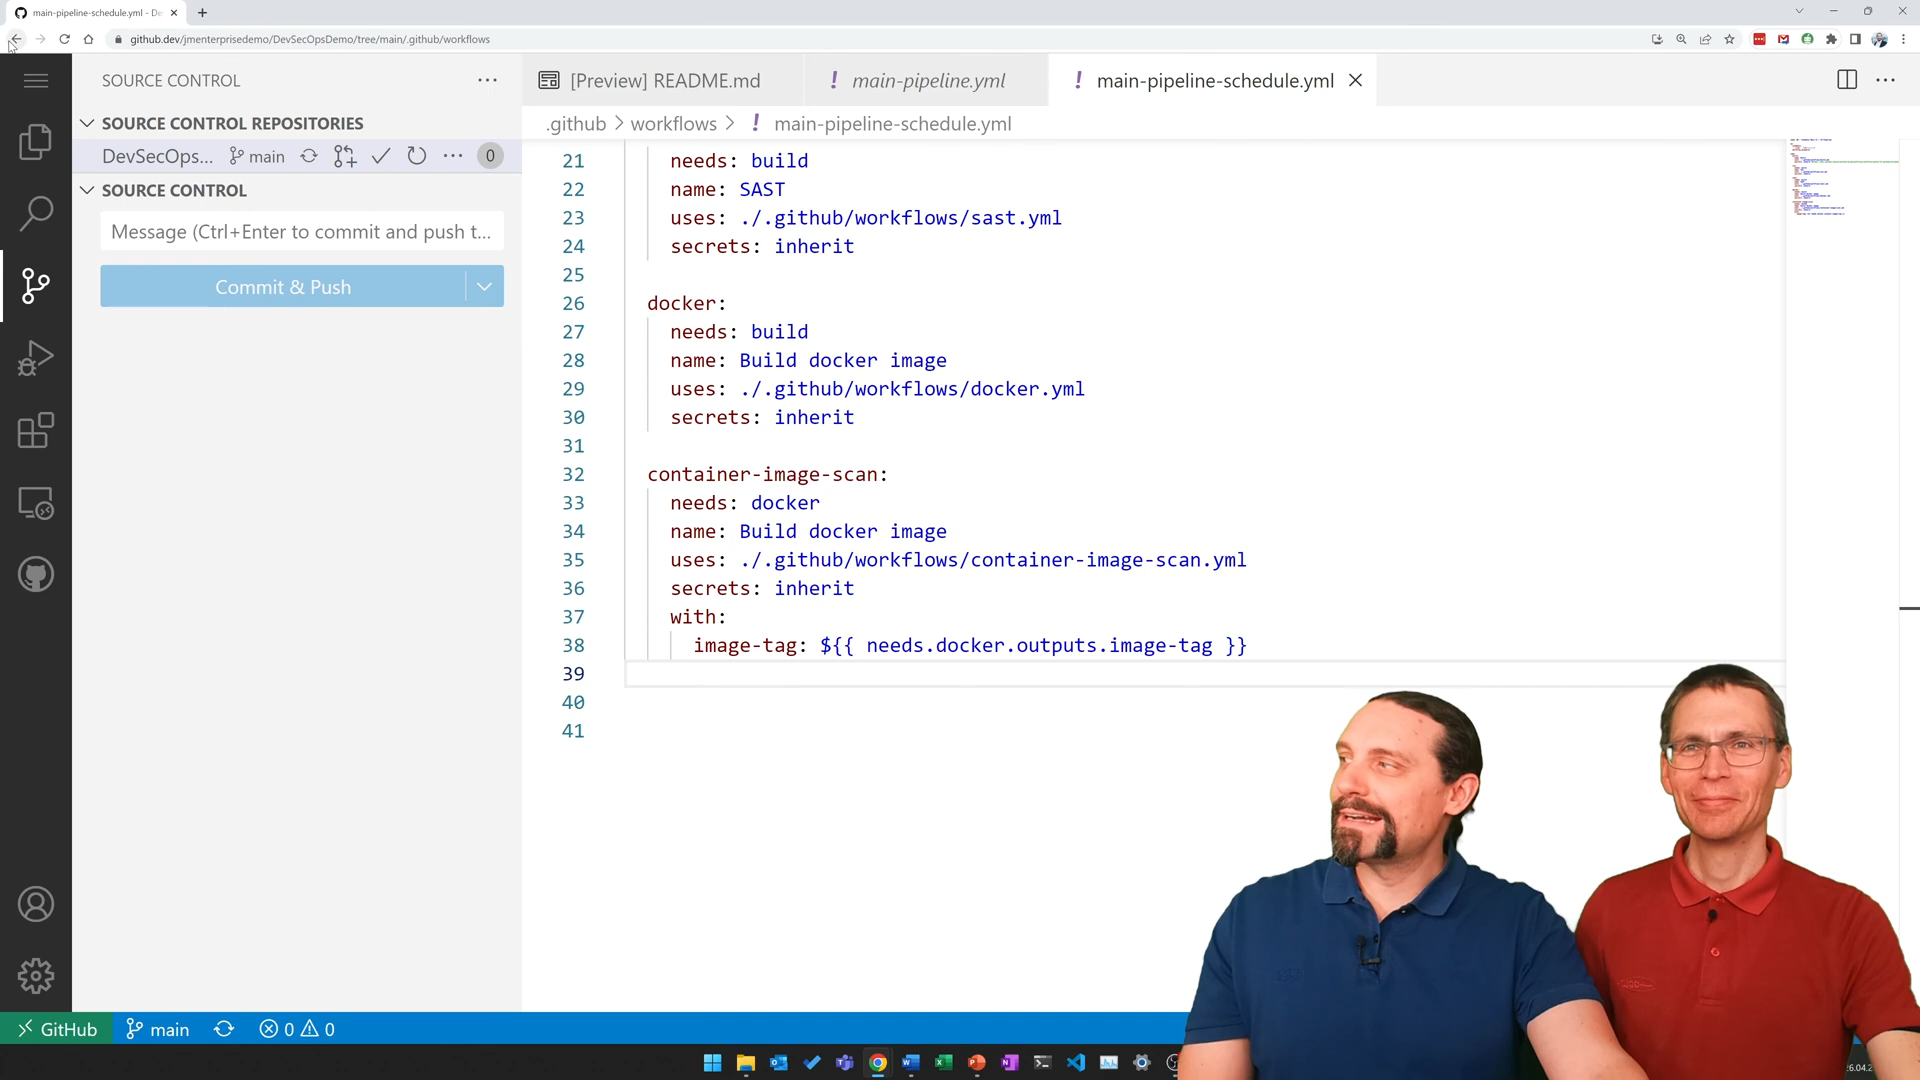 main-pipeline-schedule.yml - De
github.dev/jmenterprisedemo/DevSecOpsDemo/tree/main/.github/workflows
SOURCE CONTROL
[Preview] README.md
main-pipeline.yml
main-pipeline-schedule.yml
SOURCE CONTROL REPOSITORIES
DevSecOps...
main
0
SOURCE CONTROL
Message (Ctrl+Enter to commit and push t...
Commit & Push
.github > workflows > ! main-pipeline-schedule.yml
21 needs: build
22 name: SAST
23 uses: ./.github/workflows/sast.yml
24 secrets: inherit
25
26 docker:
27 needs: build
28 name: Build docker image
29 uses: ./.github/workflows/docker.yml
30 secrets: inherit
31
32 container-image-scan:
33 needs: docker
34 name: Build docker image
35 uses: ./.github/workflows/container-image-scan.yml
36 secrets: inherit
37 with:
38 image-tag: ${{ needs.docker.outputs.image-tag }}
39
40
41
GitHub
main
0
0